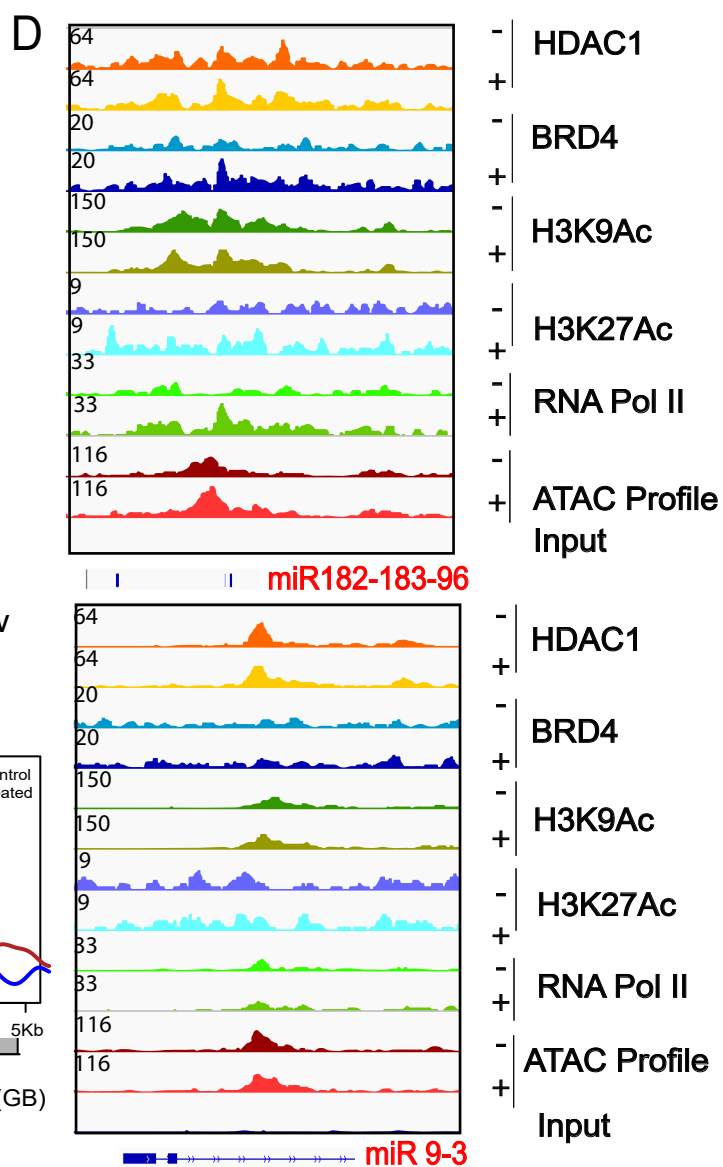 D
64
-
HDAC1
64
+
20
-
BRD4
20
+
150
-
H3K9Ac
150
+
9
-
H3K27Ac
9
+
33
-
RNA Pol II
33
+
116
-
116
+ ATAC Profile
Input
miR182-183-96
64
-
HDAC1
64
+
20
-
BRD4
20
+
150
-
H3K9Ac
150
+
9
-
H3K27Ac
9
+
33
-
RNA Pol II
33
+
116
-
ATAC Profile
116
+
Input
miR 9-3
ntrol
eated
5Kb
(GB)